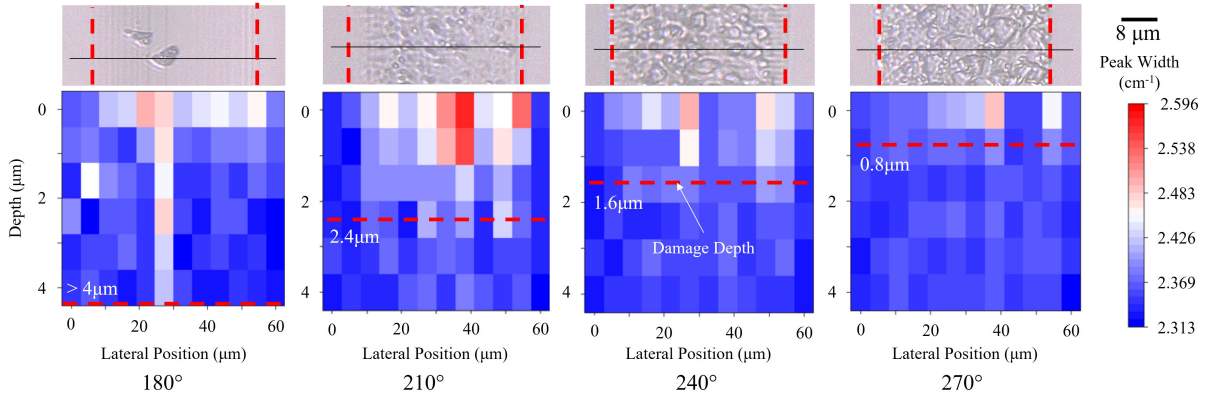 8 μm
Peak Width
(cm⁻¹)
2.596
2.538
2.483
2.426
2.369
2.313
Depth (μm)
0
2
4
> 4μm
0 20 40 60
Lateral Position (μm)
180°
0
2
4
2.4μm
0 20 40 60
Lateral Position (μm)
210°
0
2
4
1.6μm
Damage Depth
0 20 40 60
Lateral Position (μm)
240°
0
2
4
0.8μm
0 20 40 60
Lateral Position (μm)
270°